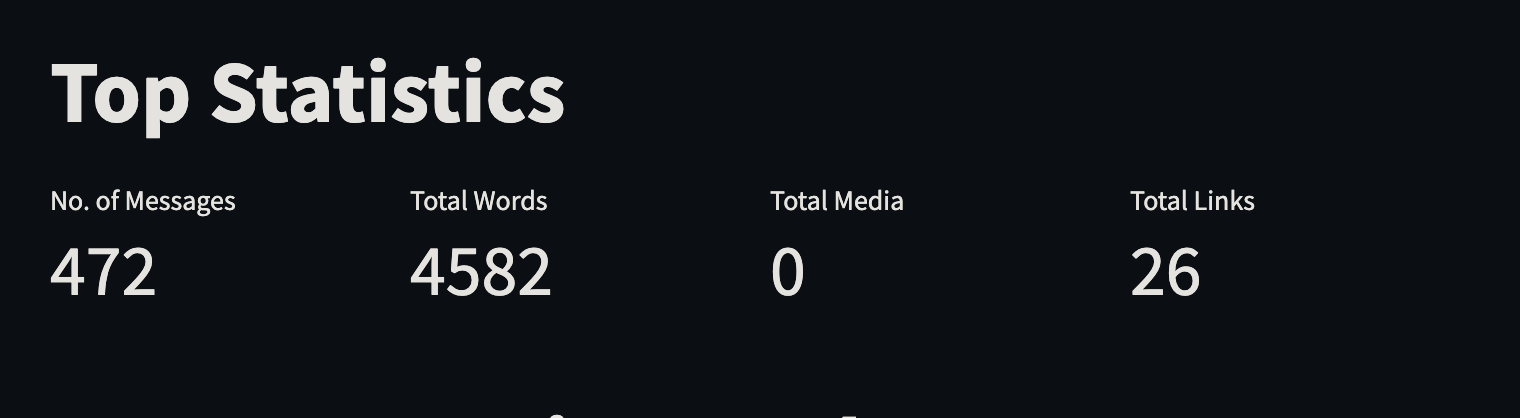 Top Statistics
No. of Messages Total Words Total Media Total Links
472 4582 0 26